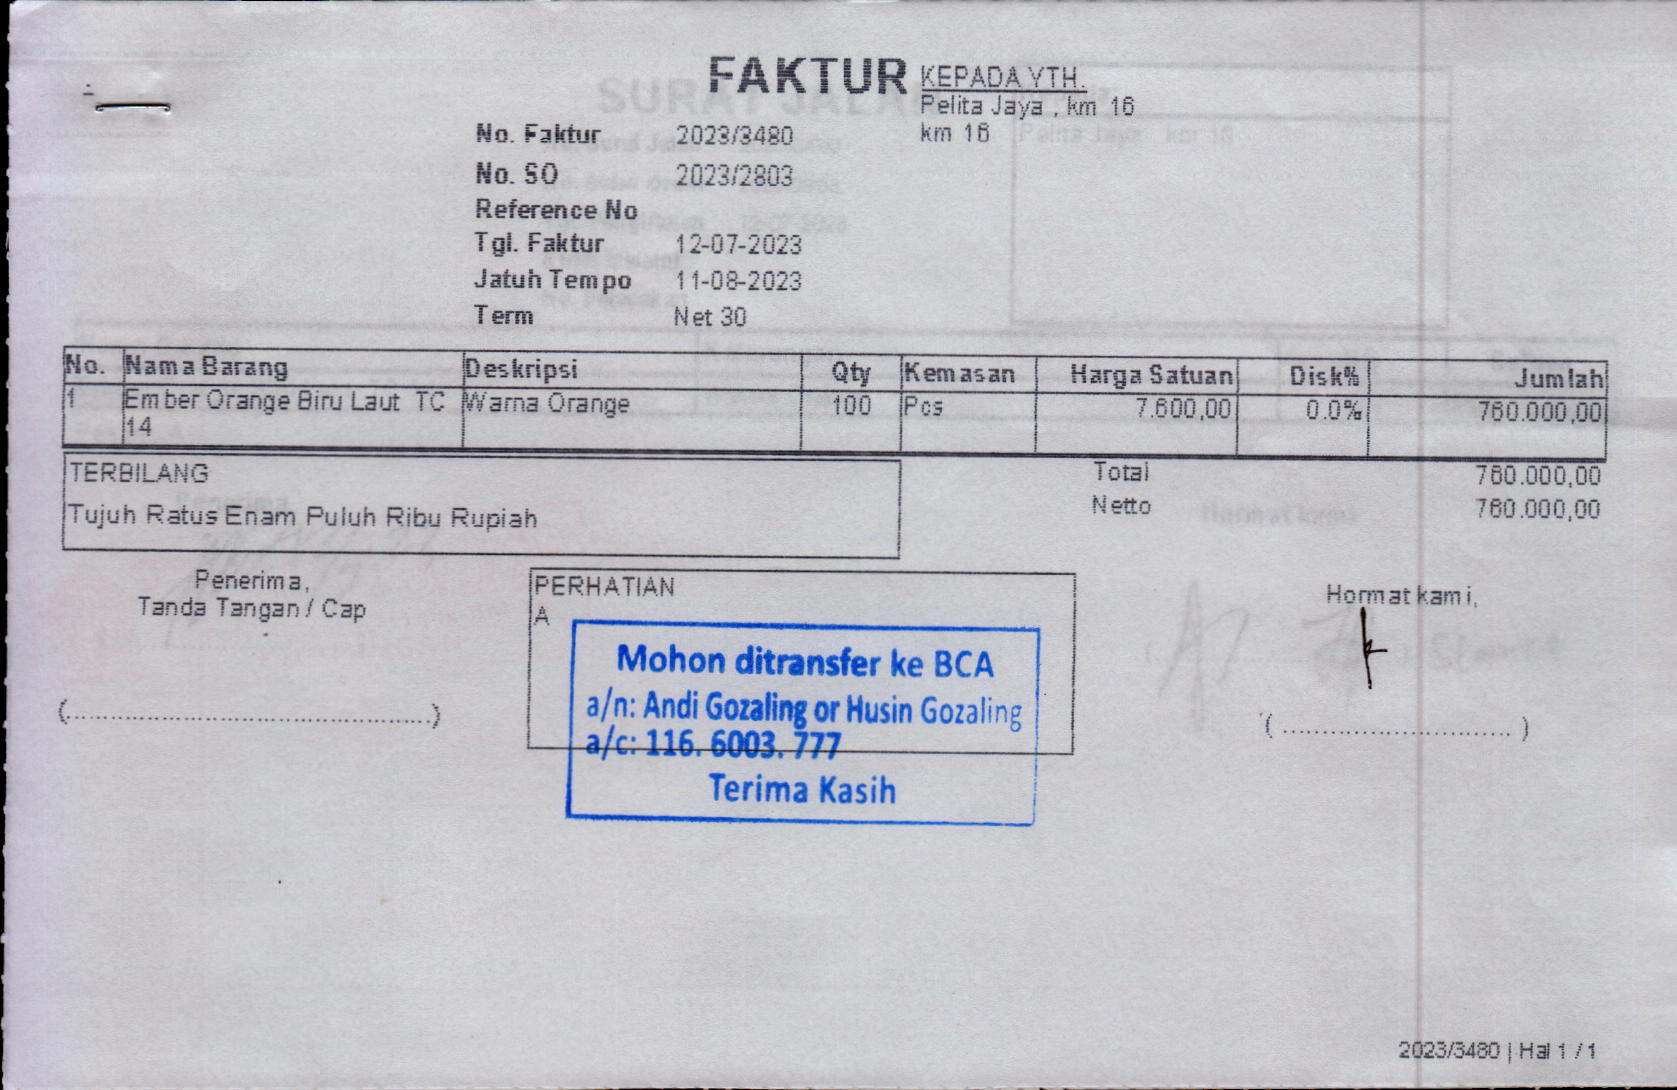 FAKTUR
KEPADA YTH.
Pelita Jaya , km 16
km 16
No. Faktur 2023/3480
No. SO 2023/2803
Reference No
Tgl. Faktur 12-07-2023
Jatuh Tempo 11-08-2023
Term Net 30
No. Nama Barang Deskripsi Qty Kemasan Harga Satuan Disk% Jumlah
1 Ember Orange Biru Laut TC Warna Orange 100 Pcs 7.600,00 0.0% 760.000,00
14
TERBILANG
Tujuh Ratus Enam Puluh Ribu Rupiah
Total 760.000,00
Netto 760.000,00
Penerima,
Tanda Tangan / Cap
(..............................................)
PERHATIAN
A
Mohon ditransfer ke BCA
a/n: Andi Gozaling or Husin Gozaling
a/c: 116. 6003. 777
Terima Kasih
Hormat kami,
(............................. )
2023/3480 | Hal 1 / 1